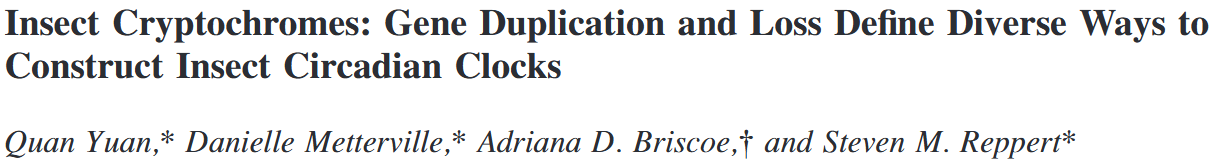 Insect Cryptochromes: Gene Duplication and Loss Define Diverse Ways to
Construct Insect Circadian Clocks
Quan Yuan,* Danielle Metterville,* Adriana D. Briscoe,† and Steven M. Reppert*